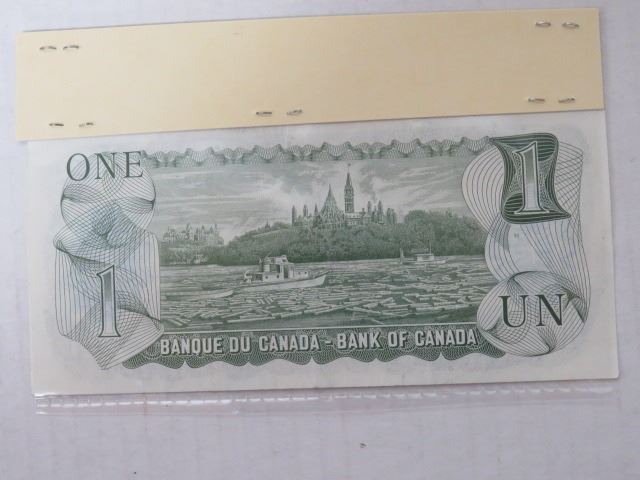 ONE
1
1
UN
BANQUE DU CANADA - BANK OF CANADA